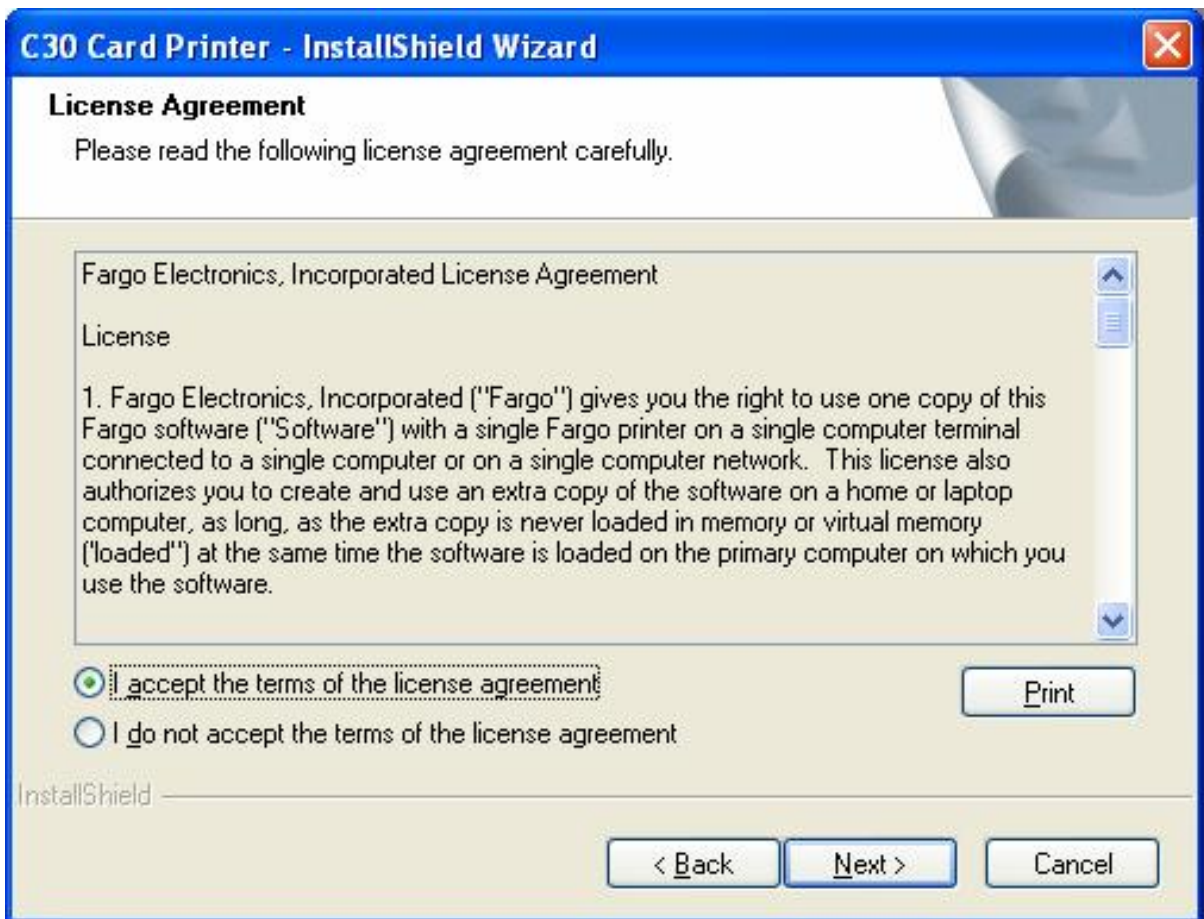 C30 Card Printer - InstallShield Wizard
License Agreement
Please read the following license agreement carefully.
Fargo Electronics, Incorporated License Agreement
License
1. Fargo Electronics, Incorporated (''Fargo'') gives you the right to use one copy of this
Fargo software (''Software'') with a single Fargo printer on a single computer terminal
connected to a single computer or on a single computer network.  This license also
authorizes you to create and use an extra copy of the software on a home or laptop
computer, as long, as the extra copy is never loaded in memory or virtual memory
('loaded'') at the same time the software is loaded on the primary computer on which you
use the software.
I accept the terms of the license agreement
Print
I do not accept the terms of the license agreement
InstallShield
< Back
Next >
Cancel